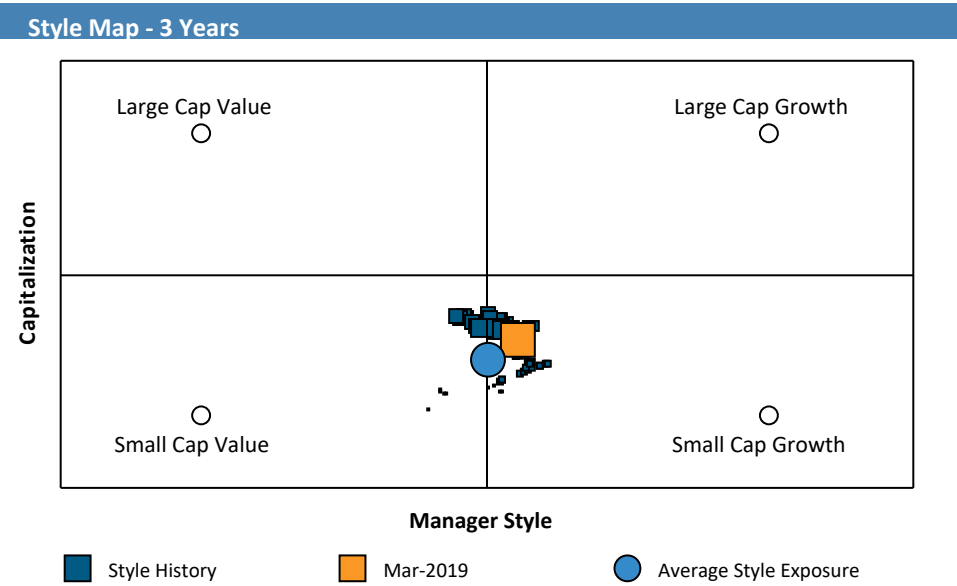 Style Map - 3 Years
Large Cap Value
Large Cap Growth
Capitalization
Small Cap Value
Small Cap Growth
Manager Style
Style History
Mar-2019
Average Style Exposure